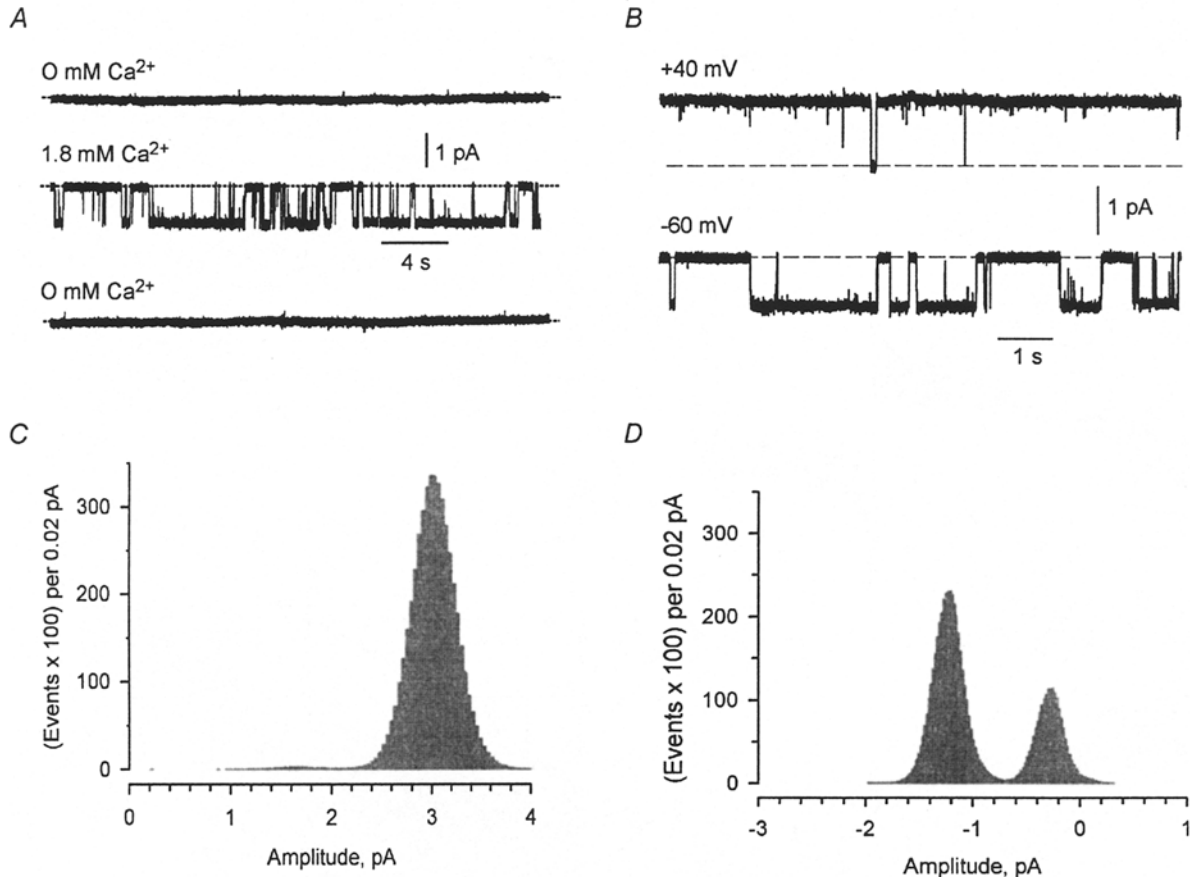 A
O mM Ca²⁺
1.8 mM Ca²⁺
1 pA
4 s
O mM Ca²⁺
B
+40 mV
1 pA
-60 mV
1 s
C
(Events x 100) per 0.02 pA
300
200
100
0
0 1 2 3 4
Amplitude, pA
D
(Events x 100) per 0.02 pA
300
200
100
0
-3 -2 -1 0 1
Amplitude, pA